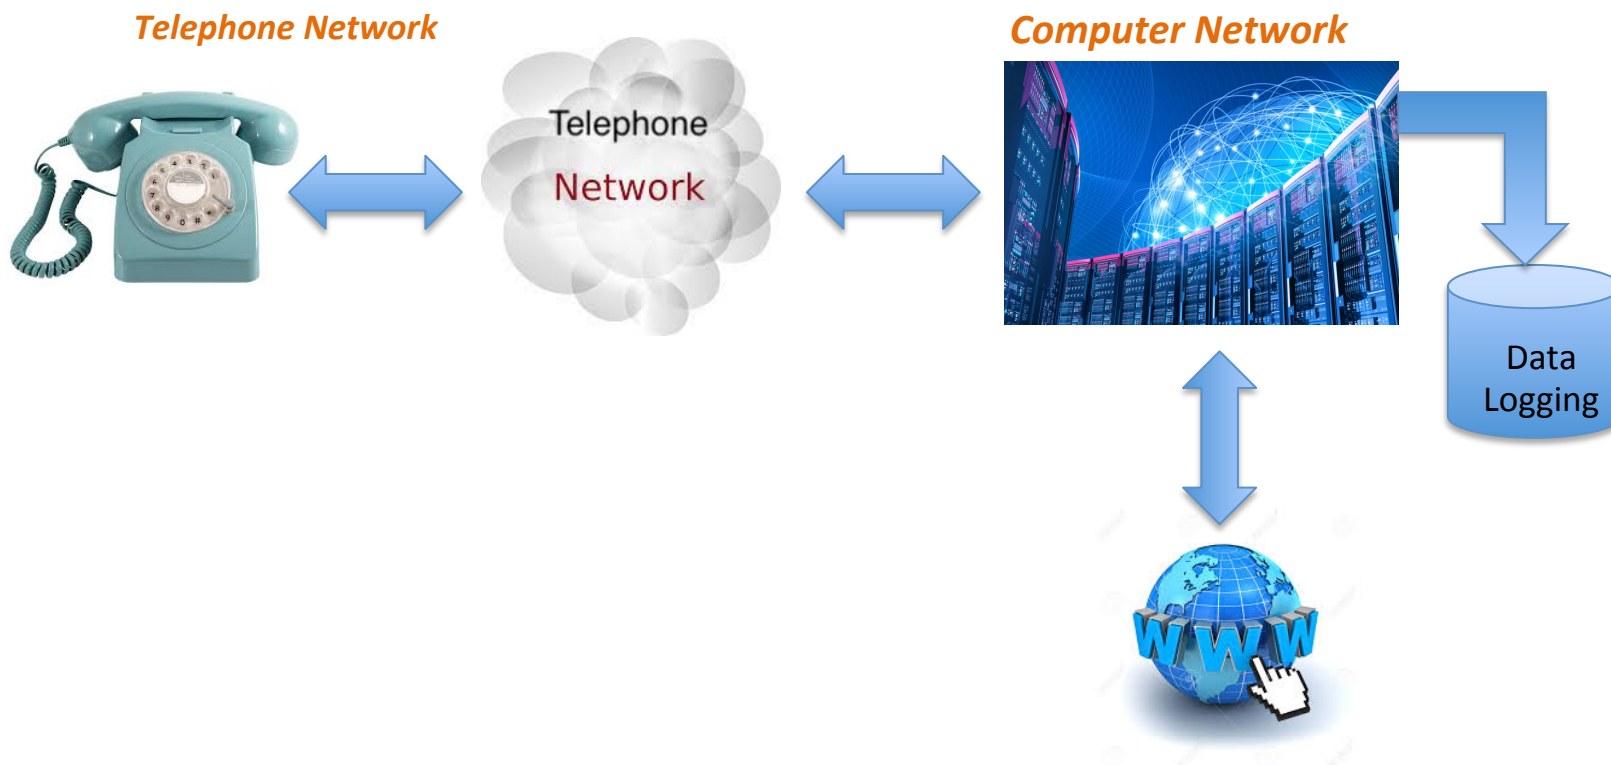 Telephone Network
Computer Network
Telephone
Network
Data
Logging
WWW